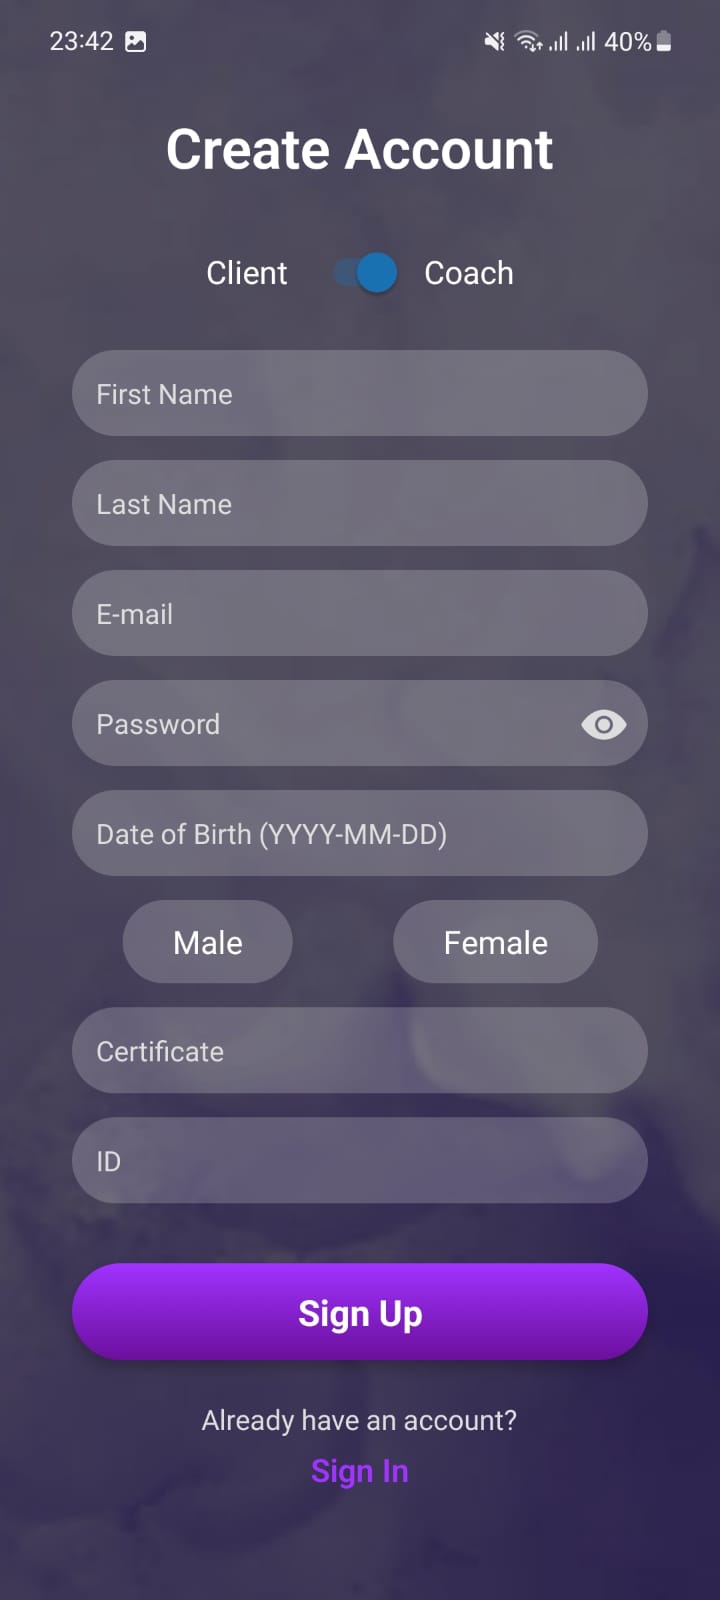 23:42 40%
Create Account
Client Coach
First Name
Last Name
E-mail
Password
Date of Birth (YYYY-MM-DD)
Male Female
Certificate
ID
Sign Up
Already have an account?
Sign In